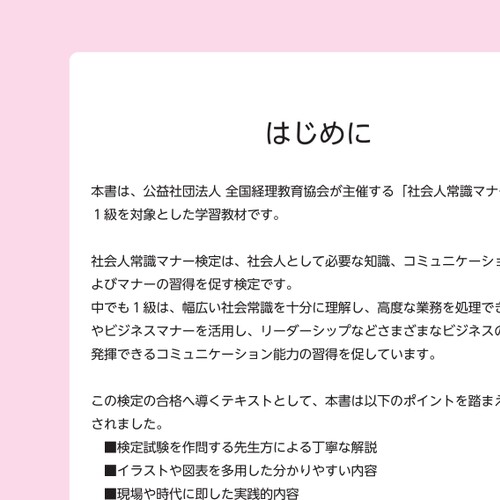 はじめに
本書は、公益社団法人 全国経理教育協会が主催する「社会人常識マナー
１級を対象とした学習教材です。
社会人常識マナー検定は、社会人として必要な知識、コミュニケーショ
よびマナーの習得を促す検定です。
中でも１級は、幅広い社会常識を十分に理解し、高度な業務を処理でき
やビジネスマナーを活用し、リーダーシップなどさまざまなビジネスの
発揮できるコミュニケーション能力の習得を促しています。
この検定の合格へ導くテキストとして、本書は以下のポイントを踏まえ
されました。
■検定試験を作問する先生方による丁寧な解説
■イラストや図表を多用した分かりやすい内容
■現場や時代に即した実践的内容